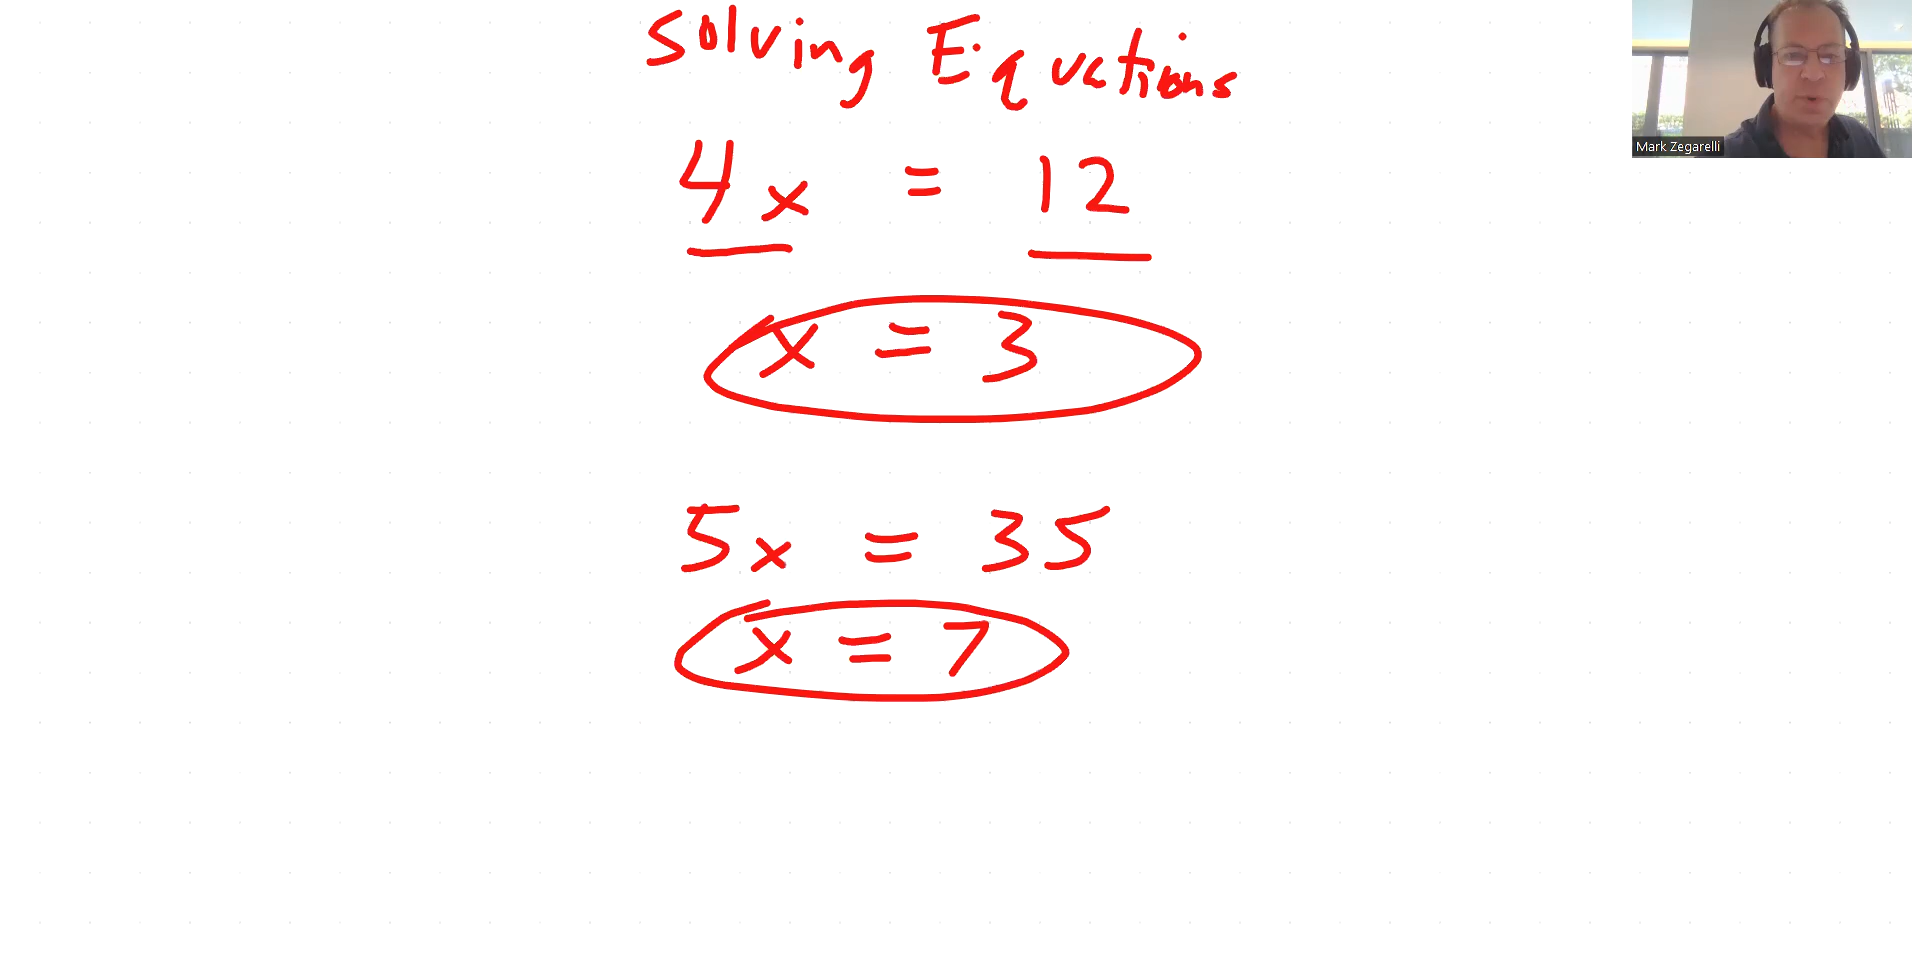 Solving Equations
4x = 12
x = 3
5x = 35
x = 7
Mark Zegarelli